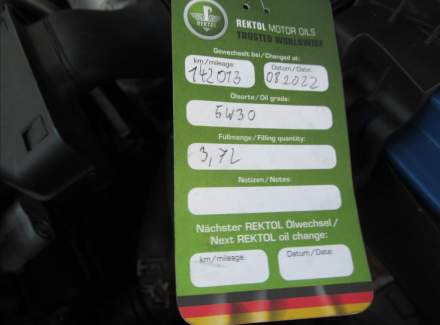 REKTOL
REKTOL MOTOR OILS
TRUSTED WORLDWIDE
Gewechselt bei/Changed at:
km/mileage: Datum/Date:
142013 08 2022
Ölsorte/Oil grade:
5W30
Füllmenge/Filling quantity:
3,7L
Notizen/Notes:
Nächster REKTOL Ölwechsel/
Next REKTOL oil change:
km/mileage: Datum/Date: